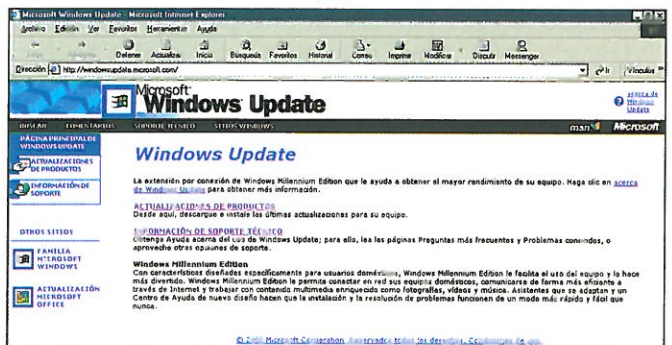 Microsoft Windows Update - Microsoft Internet Explorer
Archivo Edición Ver Favoritos Herramientas Ayuda
Detener Actualizar Inicio Búsqueda Favoritos Historial Correo Imprimir Modificar Discutir Messenger
Dirección http://windowsupdate.microsoft.com/ Ir Vínculos »
Microsoft
Windows Update
acerca de Windows Update
BUSCAR COMENTARIOS SOPORTE TÉCNICO SITIOS WINDOWS
msn Microsoft
PÁGINA PRINCIPAL DE WINDOWS UPDATE
ACTUALIZACIONES DE PRODUCTOS
INFORMACIÓN DE SOPORTE
OTROS SITIOS
FAMILIA MICROSOFT WINDOWS
ACTUALIZACIÓN MICROSOFT OFFICE
Windows Update
La extensión por conexión de Windows Millennium Edition que le ayuda a obtener el mayor rendimiento de su equipo. Haga clic en acerca
de Windows Update para obtener más información.
ACTUALIZACIONES DE PRODUCTOS
Desde aquí, descargue e instale las últimas actualizaciones para su equipo.
INFORMACIÓN DE SOPORTE TÉCNICO
Obtenga Ayuda acerca del uso de Windows Update; para ello, lea las páginas Preguntas más frecuentes y Problemas conocidos, o
aproveche otras opciones de soporte.
Windows Millennium Edition
Con características diseñadas específicamente para usuarios domésticos, Windows Millennium Edition le facilita el uso del equipo y lo hace
más divertido. Windows Millennium Edition le permite conectar en red sus equipos domésticos, comunicarse de forma más eficiente a
través de Internet y trabajar con contenido multimedia enriquecido como fotografías, vídeos y música. Asistentes que se adaptan y un
Centro de Ayuda de nuevo diseño hacen que la instalación y la resolución de problemas funcionen de un modo más rápido y fácil que
nunca.
Microsoft Corporation. Reservados todos los derechos. Condiciones de uso.